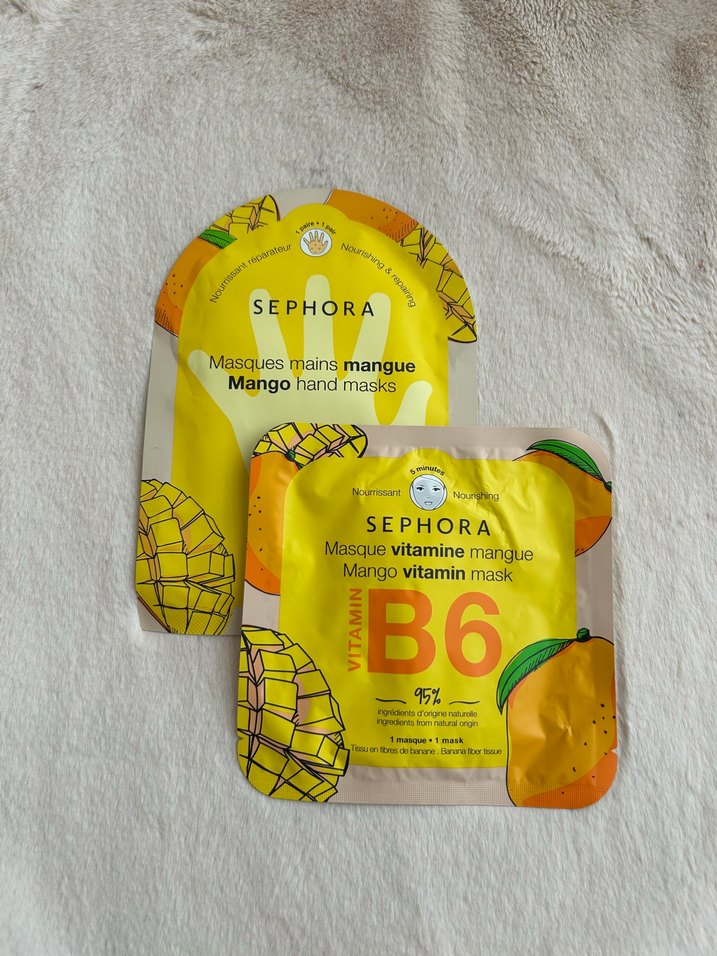 1 paire • 1 pair
Nourrissant réparateur
Nourishing & repairing
SEPHORA
Masques mains mangue
Mango hand masks
5 minutes
Nourrissant
Nourishing
SEPHORA
Masque vitamine mangue
Mango vitamin mask
VITAMIN
B6
95%
ingrédients d'origine naturelle
ingredients from natural origin
1 masque • 1 mask
Tissu en fibres de banane . Banana fiber tissue